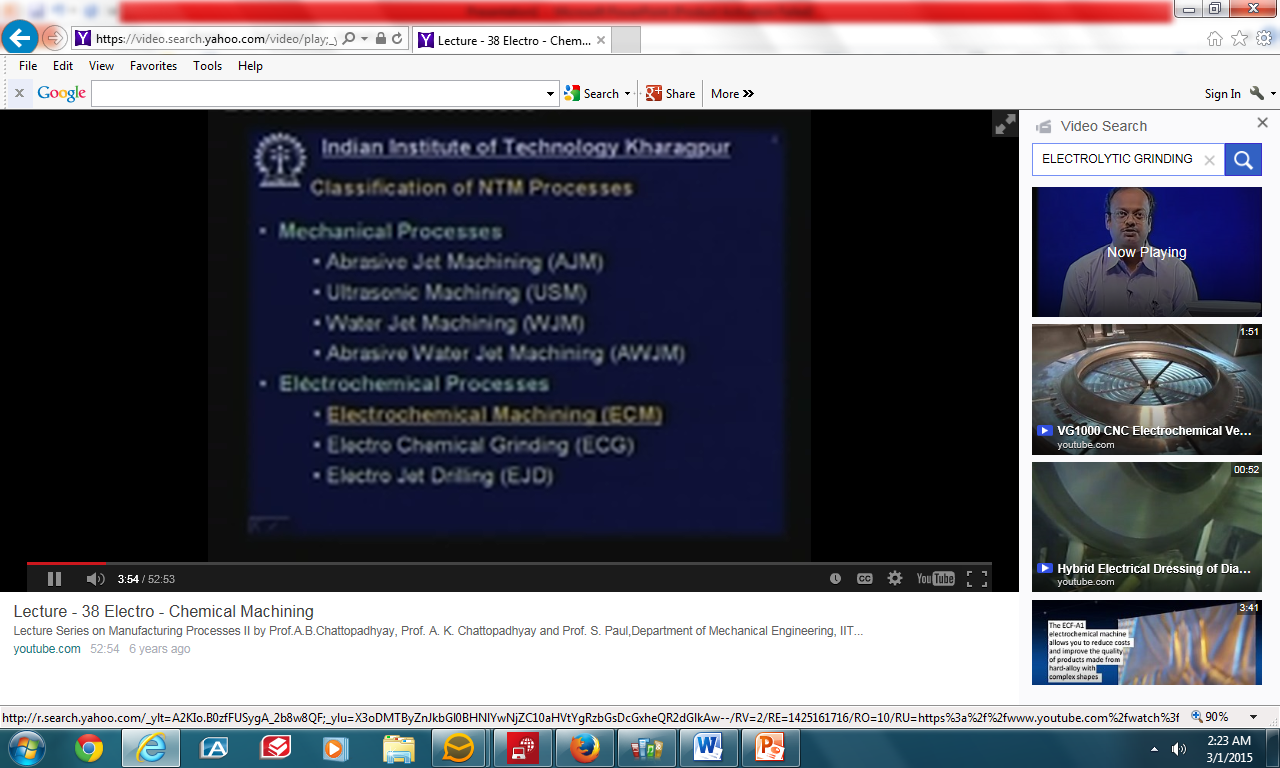 https://video.search.yahoo.com/video/play;_y
Lecture - 38 Electro - Chem...
File Edit View Favorites Tools Help
Google
Search
Share
More
Sign In
Indian Institute of Technology Kharagpur
Classification of NTM Processes
• Mechanical Processes
• Abrasive Jet Machining (AJM)
• Ultrasonic Machining (USM)
• Water Jet Machining (WJM)
• Abrasive Water Jet Machining (AWJM)
• Electrochemical Processes
• Electrochemical Machining (ECM)
• Electro Chemical Grinding (ECG)
• Electro Jet Drilling (EJD)
3:54 / 52:53
CC
YouTube
Lecture - 38 Electro - Chemical Machining
Lecture Series on Manufacturing Processes II by Prof.A.B.Chattopadhyay, Prof. A. K. Chattopadhyay and Prof. S. Paul,Department of Mechanical Engineering, IIT...
youtube.com 52:54 6 years ago
Video Search
ELECTROLYTIC GRINDING
Now Playing
1:51
VG1000 CNC Electrochemical Ve...
youtube.com
00:52
Hybrid Electrical Dressing of Dia...
youtube.com
3:41
The ECF-A1
electrochemical machine
allows you to reduce costs
and improve the quality
of products made from
hard-alloy with
complex shapes
http://r.search.yahoo.com/_ylt=A2KIo.B0zfFUSygA_2b8w8QF;_ylu=X3oDMTByZnJkbGl0BHNlYwNjZC10aHVtYgRzbGsDcGxheQR2dGlkAw--/RV=2/RE=1425161716/RO=10/RU=https%3a%2f%2fwww.youtube.com%2fwatch%3f
90%
2:23 AM
3/1/2015